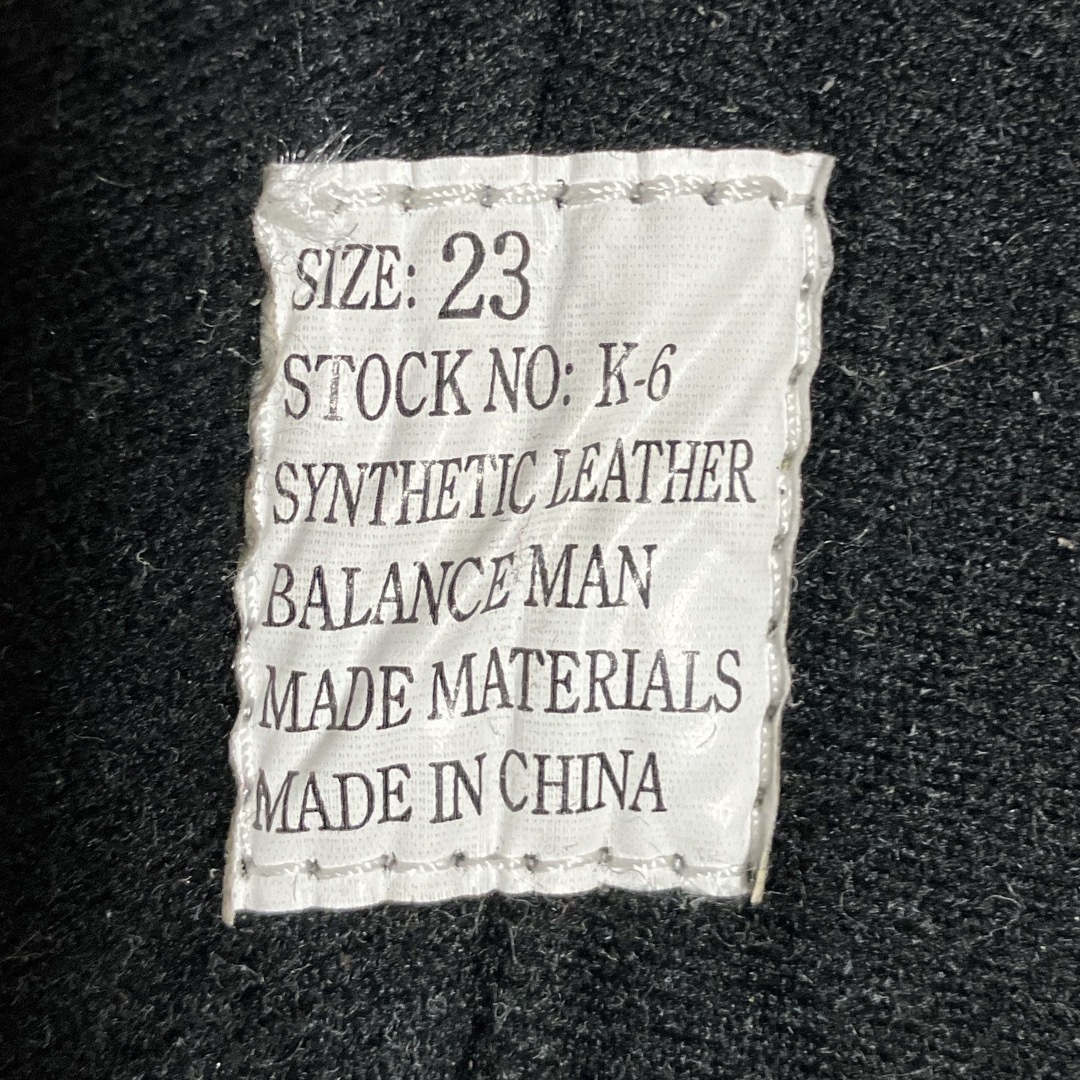 SIZE: 23
STOCK NO: K-6
SYNTHETIC LEATHER
BALANCE MAN
MADE MATERIALS
MADE IN CHINA